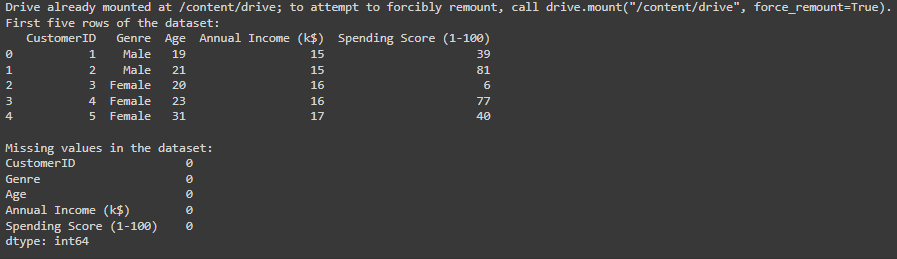 Drive already mounted at /content/drive; to attempt to forcibly remount, call drive.mount("/content/drive", force_remount=True).
First five rows of the dataset:
   CustomerID   Genre  Age  Annual Income (k$)  Spending Score (1-100)
0           1    Male   19                  15                      39
1           2    Male   21                  15                      81
2           3  Female   20                  16                       6
3           4  Female   23                  16                      77
4           5  Female   31                  17                      40
Missing values in the dataset:
CustomerID                0
Genre                     0
Age                       0
Annual Income (k$)        0
Spending Score (1-100)    0
dtype: int64